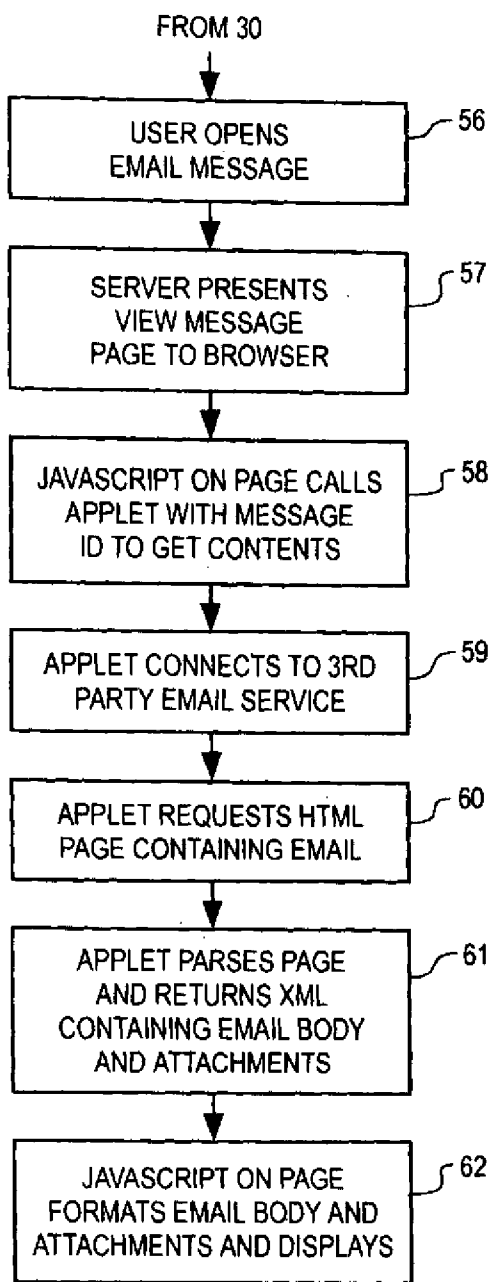 FROM 30
56
USER OPENS
EMAIL MESSAGE
57
SERVER PRESENTS
VIEW MESSAGE
PAGE TO BROWSER
58
JAVASCRIPT ON PAGE CALLS
APPLET WITH MESSAGE
ID TO GET CONTENTS
59
APPLET CONNECTS TO 3RD
PARTY EMAIL SERVICE
60
APPLET REQUESTS HTML
PAGE CONTAINING EMAIL
61
APPLET PARSES PAGE
AND RETURNS XML
CONTAINING EMAIL BODY
AND ATTACHMENTS
62
JAVASCRIPT ON PAGE
FORMATS EMAIL BODY AND
ATTACHMENTS AND DISPLAYS